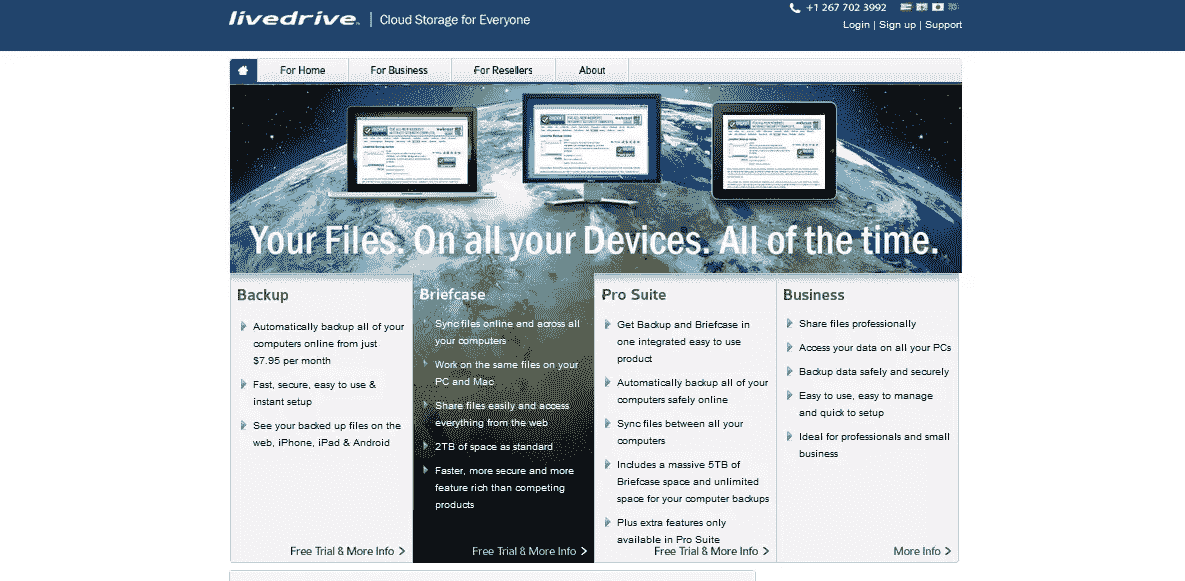 livedrive
Cloud Storage for Everyone
+1 267 702 3992
Login | Sign up | Support
For Home
For Business
For Resellers
About
Your Files. On all your Devices. All of the time.
Backup
Automatically backup all of your
computers online from just
$7.95 per month
Fast, secure, easy to use &
instant setup
See your backed up files on the
web, iPhone, iPad & Android
Free Trial & More Info >
Briefcase
Sync files online and across all
your computers
Work on the same files on your
PC and Mac
Share files easily and access
everything from the web
2TB of space as standard
Faster, more secure and more
feature rich than competing
products
Free Trial & More Info >
Pro Suite
Get Backup and Briefcase in
one integrated easy to use
product
Automatically backup all of your
computers safely online
Sync files between all your
computers
Includes a massive 5TB of
Briefcase space and unlimited
space for your computer backups
Plus extra features only
available in Pro Suite
Free Trial & More Info >
Business
Share files professionally
Access your data on all your PCs
Backup data safely and securely
Easy to use, easy to manage
and quick to setup
Ideal for professionals and small
business
More Info >